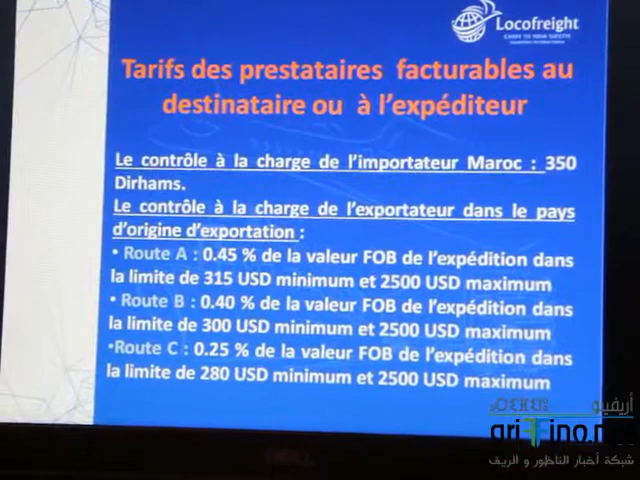 Locofreight
Tarifs des prestataires facturables au
destinataire ou à l'expéditeur
Le contrôle à la charge de l'importateur Maroc : 350
Dirhams.
Le contrôle à la charge de l'exportateur dans le pays
d'origine d'exportation :
• Route A : 0.45 % de la valeur FOB de l'expédition dans
la limite de 315 USD minimum et 2500 USD maximum
• Route B : 0.40 % de la valeur FOB de l'expédition dans
la limite de 300 USD minimum et 2500 USD maximum
•Route C : 0.25 % de la valeur FOB de l'expédition dans
la limite de 280 USD minimum et 2500 USD maximum
أريفينو
ariffino.net
شبكة أخبار الناظور و الريف